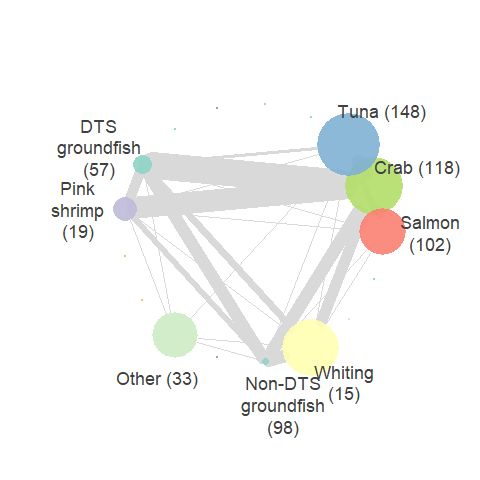 Tuna (148)
DTS
groundfish
(57)
Crab (118)
Pink
shrimp
(19)
Salmon
(102)
Other (33)
Whiting
(15)
Non-DTS
groundfish
(98)